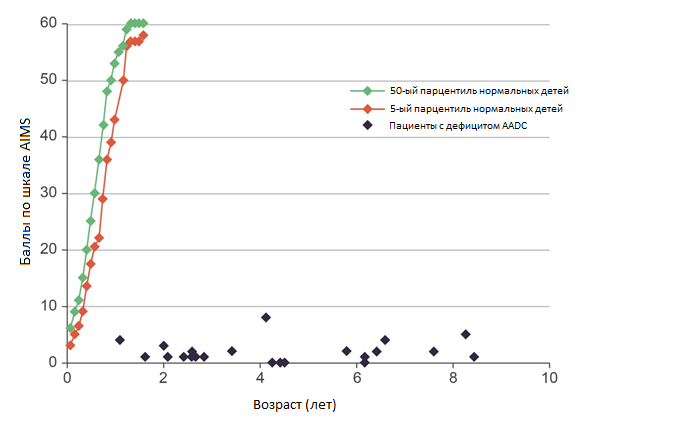 60
50
40
30
20
10
0
Баллы по шкале AIMS
50-ый парцентиль нормальных детей
5-ый парцентиль нормальных детей
Пациенты с дефицитом AADC
0 2 4 6 8 10
Возраст (лет)